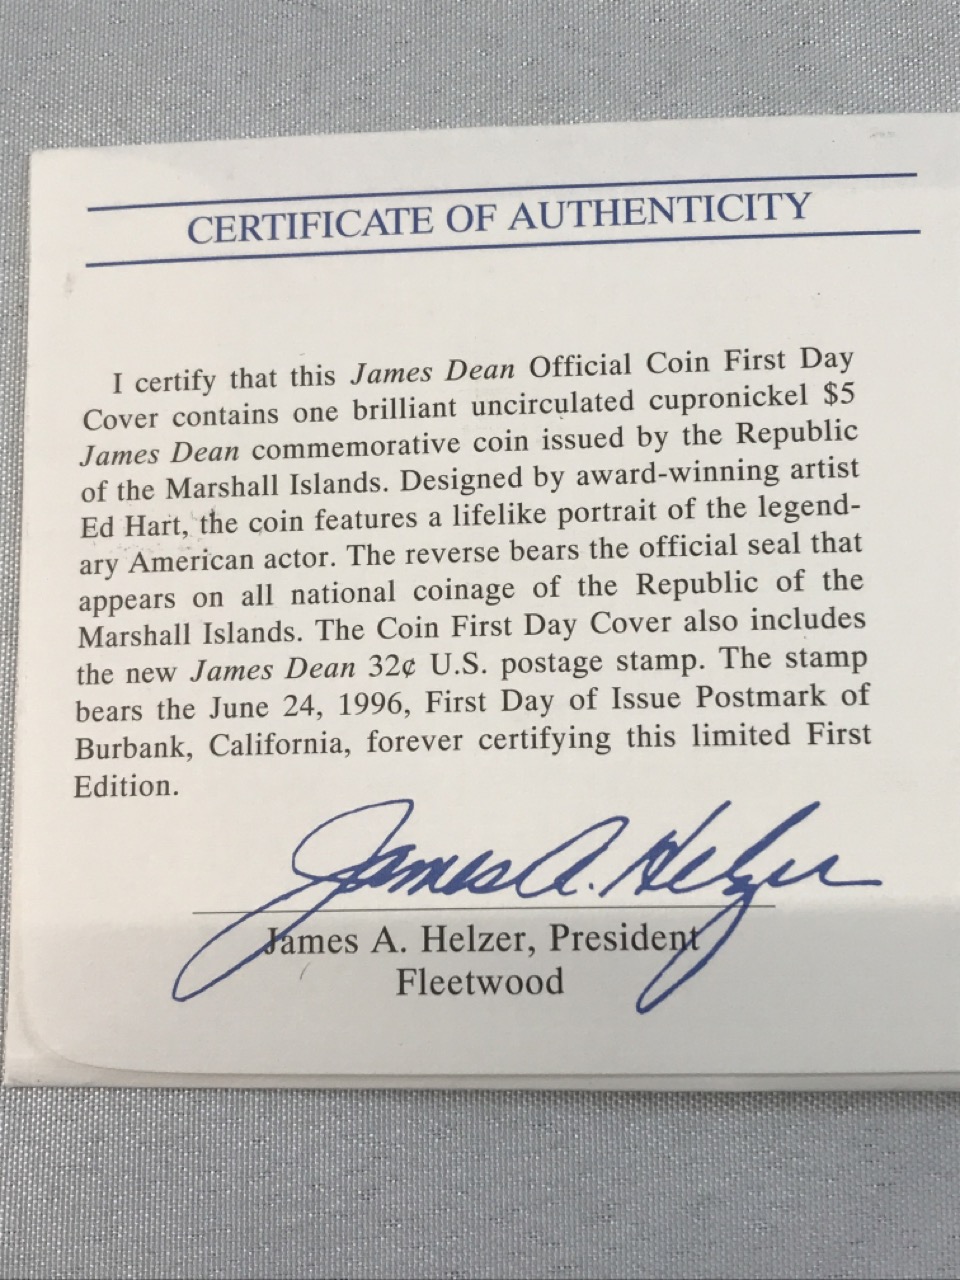 CERTIFICATE OF AUTHENTICITY
I certify that this James Dean Official Coin First Day
Cover contains one brilliant uncirculated cupronickel $5
James Dean commemorative coin issued by the Republic
of the Marshall Islands. Designed by award-winning artist
Ed Hart, the coin features a lifelike portrait of the legend-
ary American actor. The reverse bears the official seal that
appears on all national coinage of the Republic of the
Marshall Islands. The Coin First Day Cover also includes
the new James Dean 32¢ U.S. postage stamp. The stamp
bears the June 24, 1996, First Day of Issue Postmark of
Burbank, California, forever certifying this limited First
Edition.
James A. Helzer
James A. Helzer, President
Fleetwood